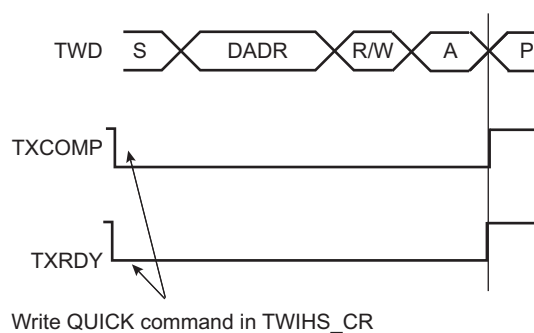 TWD S DADR R/W A P
TXCOMP
TXRDY
Write QUICK command in TWIHS_CR